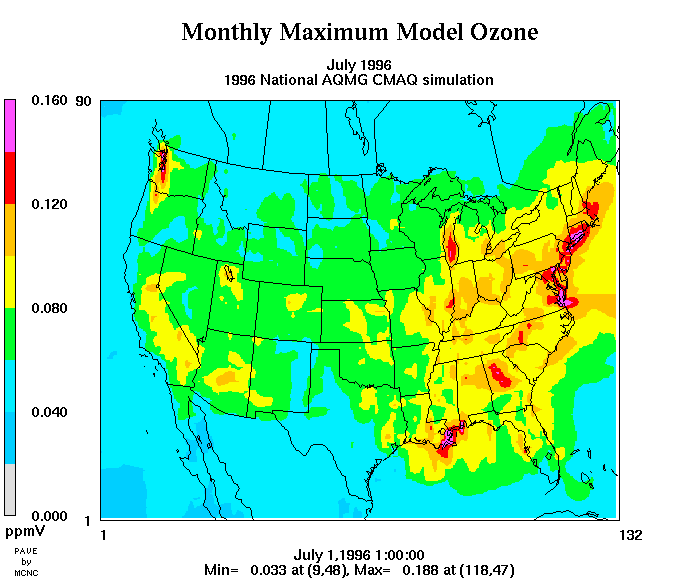 Monthly Maximum Model Ozone
July 1996
1996 National AQMG CMAQ simulation
0.160
90
0.120
0.080
0.040
0.000
1
ppmV
1
132
PAVE
by
MCNC
July 1,1996 1:00:00
Min= 0.033 at (9,48), Max= 0.188 at (118,47)